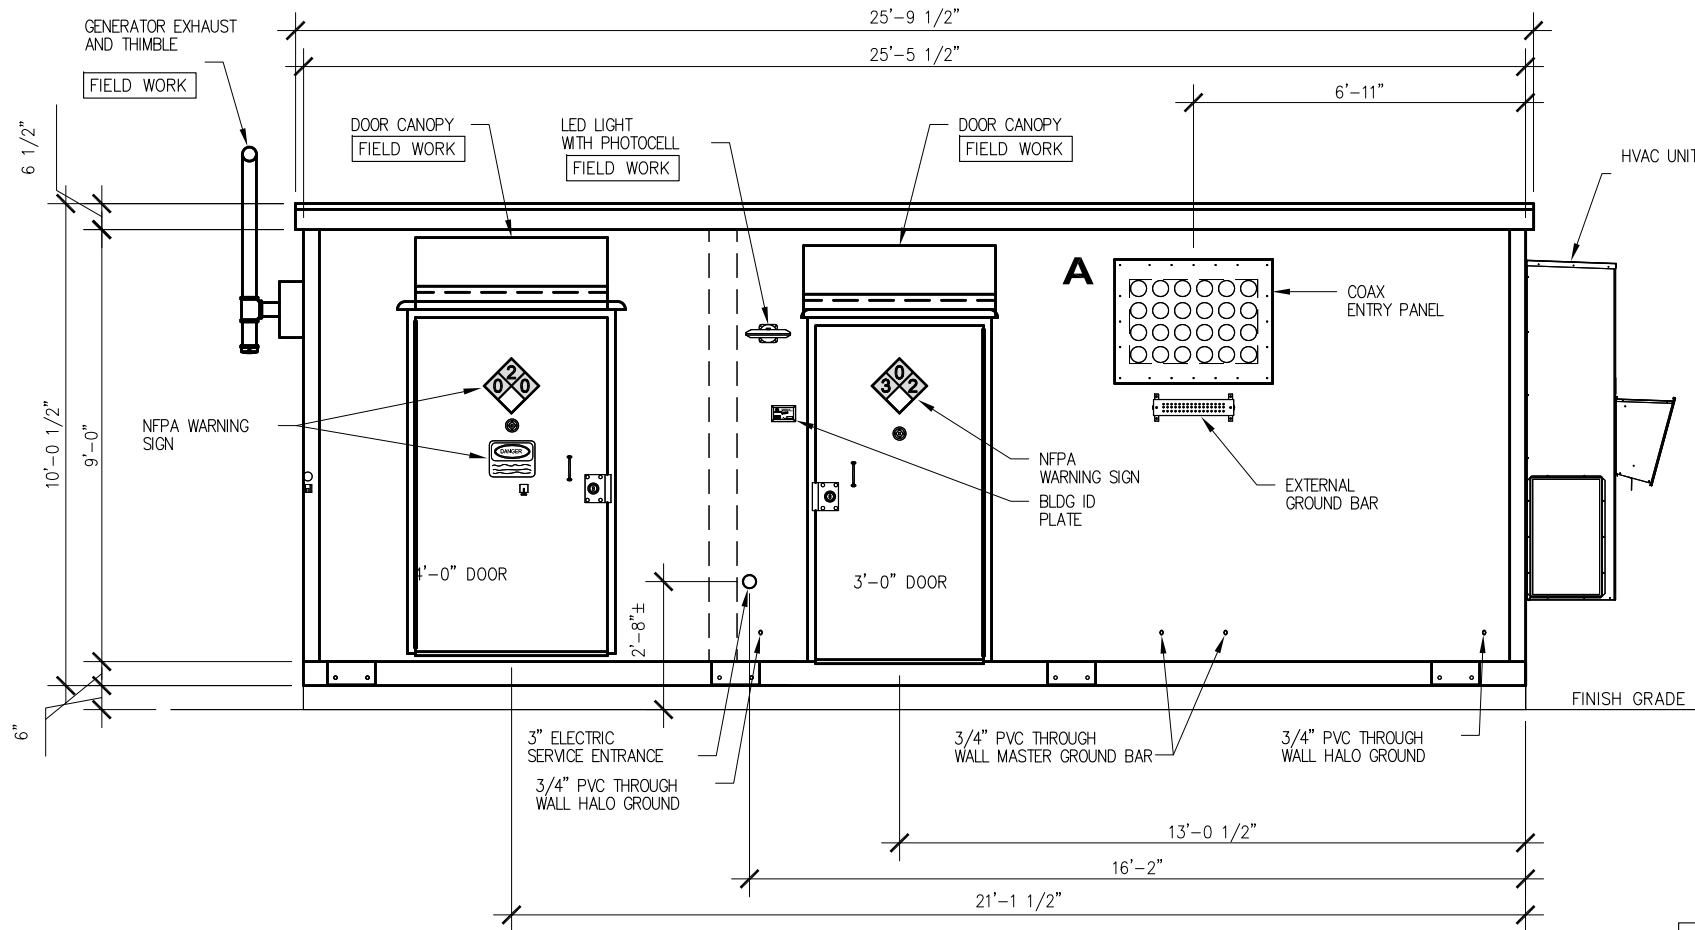 25'-9 1/2"
GENERATOR EXHAUST
AND THIMBLE
25'-5 1/2"
FIELD WORK
6'-11"
6 1/2"
DOOR CANOPY
FIELD WORK
LED LIGHT
WITH PHOTOCELL
FIELD WORK
DOOR CANOPY
FIELD WORK
HVAC UNIT
A
COAX
ENTRY PANEL
0 2 0
3 0 2
NFPA WARNING
SIGN
DANGER
10'-0 1/2"
9'-0"
NFPA
WARNING SIGN
BLDG ID
PLATE
EXTERNAL
GROUND BAR
4'-0" DOOR
3'-0" DOOR
2'-8"±
6"
FINISH GRADE
3" ELECTRIC
SERVICE ENTRANCE
3/4" PVC THROUGH
WALL HALO GROUND
3/4" PVC THROUGH
WALL MASTER GROUND BAR
3/4" PVC THROUGH
WALL HALO GROUND
13'-0 1/2"
16'-2"
21'-1 1/2"